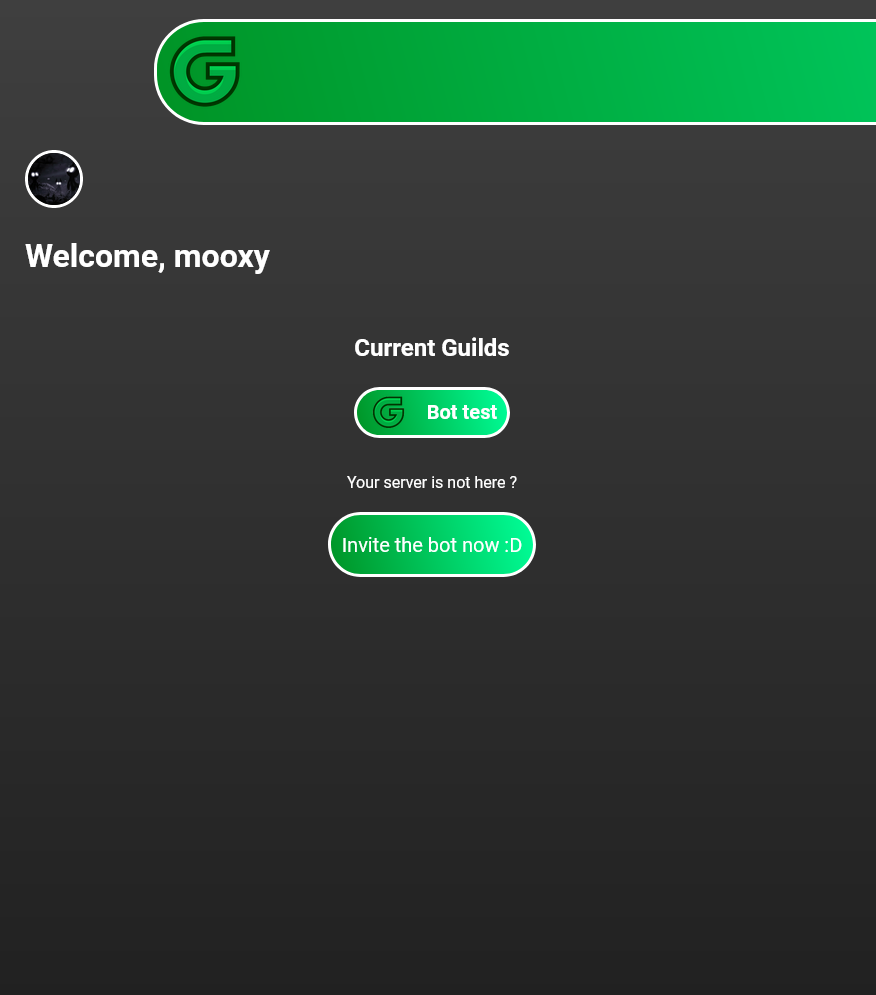 G
Welcome, mooxy
Current Guilds
G Bot test
Your server is not here ?
Invite the bot now :D